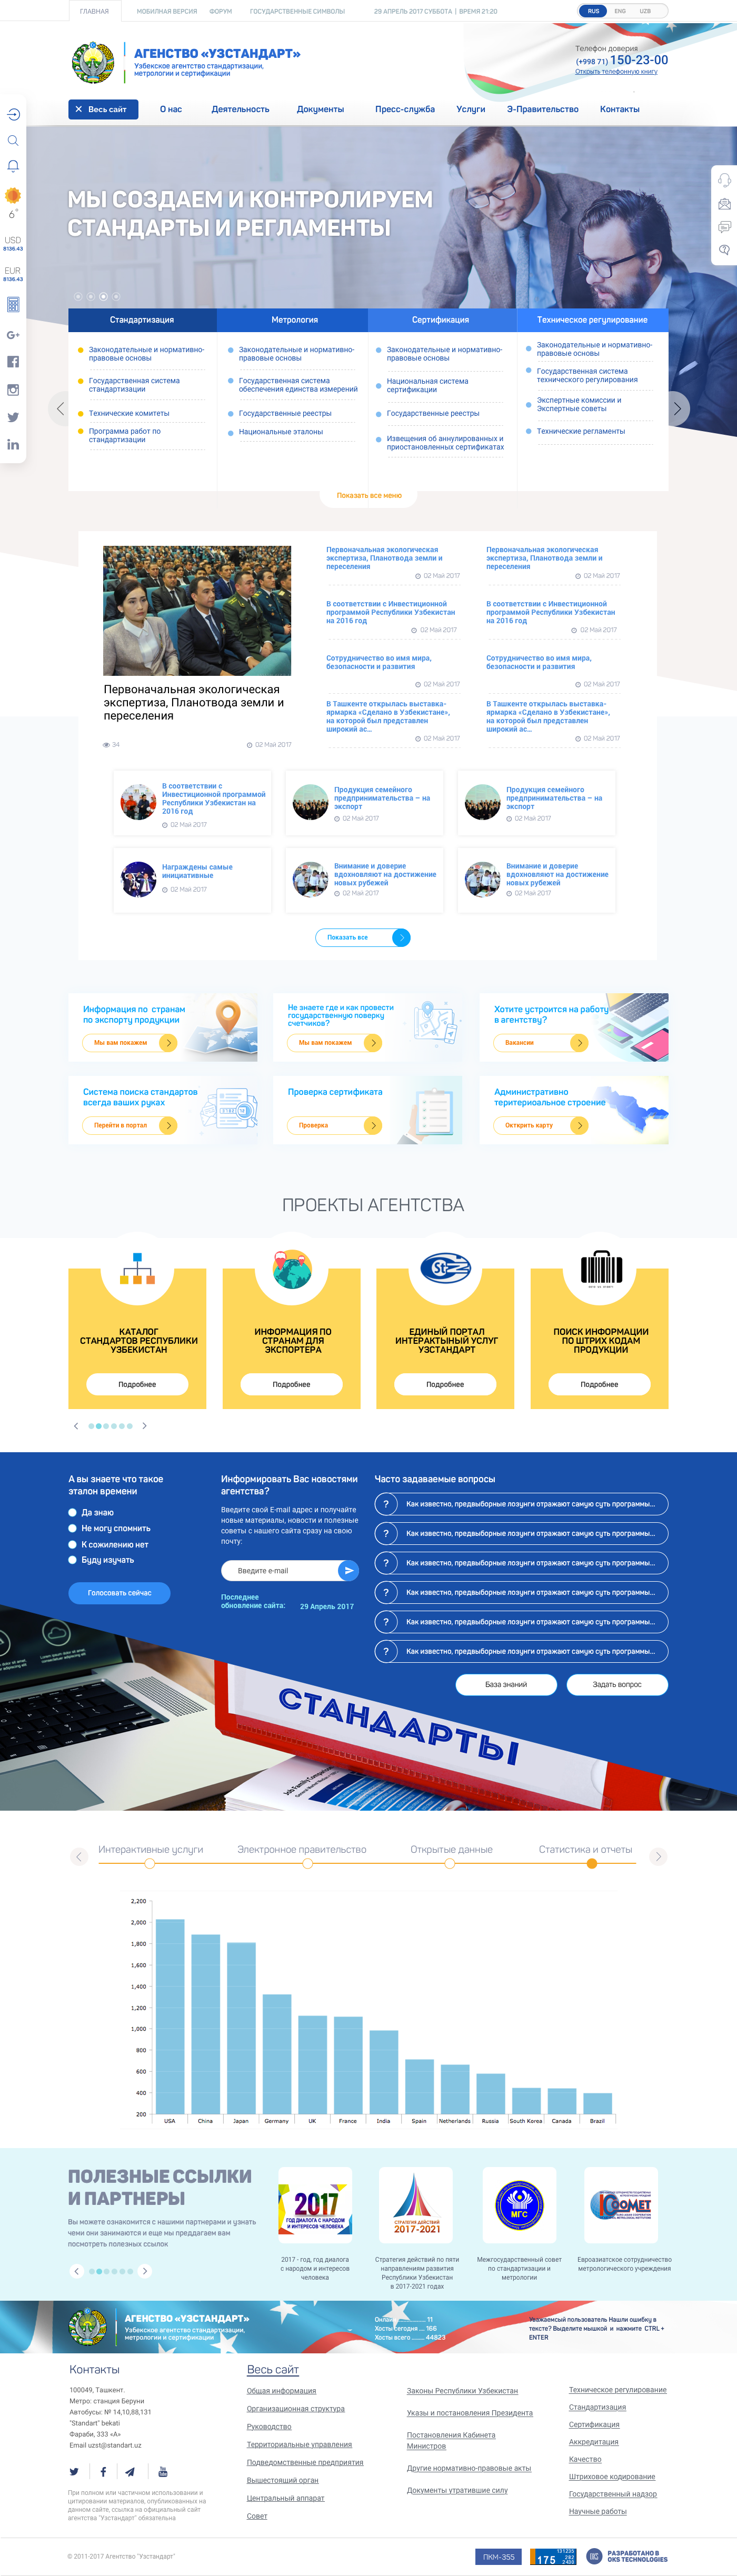 ГЛАВНАЯ
МОБИЛНАЯ ВЕРСИЯ
ФОРУМ
ГОСУДАРСТВЕННЫЕ СИМВОЛЫ
29 АПРЕЛЬ 2017 СУББОТА | ВРЕМЯ 21:20
RUS
ENG
UZB
АГЕНСТВО «УЗСТАНДАРТ»
Узбекское агентство стандартизации,
метрологии и сертификации
Телефон доверия
(+998 71) 150-23-00
Открыть телефонную книгу
Весь сайт
О нас
Деятельность
Документы
Пресс-служба
Услуги
Э-Правительство
Контакты
6°
USD
8136.43
EUR
8136.43
МЫ СОЗДАЕМ И КОНТРОЛИРУЕМ
СТАНДАРТЫ И РЕГЛАМЕНТЫ
Стандартизация
Метрология
Сертификация
Техническое регулирование
Законодательные и нормативно-
правовые основы
Государственная система
стандартизации
Технические комитеты
Программа работ по
стандартизации
Законодательные и нормативно-
правовые основы
Государственная система
обеспечения единства измерений
Государственные реестры
Национальные эталоны
Законодательные и нормативно-
правовые основы
Национальная система
сертификации
Государственные реестры
Извещения об аннулированных и
приостановленных сертификатах
Законодательные и нормативно-
правовые основы
Государственная система
технического регулирования
Экспертные комиссии и
Экспертные советы
Технические регламенты
Показать все меню
Первоначальная экологическая
экспертиза, Планотвода земли и
переселения
34
02 Май 2017
Первоначальная экологическая
экспертиза, Планотвода земли и
переселения
02 Май 2017
В соответствии с Инвестиционной
программой Республики Узбекистан
на 2016 год
02 Май 2017
Сотрудничество во имя мира,
безопасности и развития
02 Май 2017
В Ташкенте открылась выставка-
ярмарка «Сделано в Узбекистане»,
на которой был представлен
широкий ас...
02 Май 2017
Первоначальная экологическая
экспертиза, Планотвода земли и
переселения
02 Май 2017
В соответствии с Инвестиционной
программой Республики Узбекистан
на 2016 год
02 Май 2017
Сотрудничество во имя мира,
безопасности и развития
02 Май 2017
В Ташкенте открылась выставка-
ярмарка «Сделано в Узбекистане»,
на которой был представлен
широкий ас...
02 Май 2017
В соответствии с
Инвестиционной программой
Республики Узбекистан на
2016 год
02 Май 2017
Продукция семейного
предпринимательства – на
экспорт
02 Май 2017
Продукция семейного
предпринимательства – на
экспорт
02 Май 2017
Награждены самые
инициативные
02 Май 2017
Внимание и доверие
вдохновляют на достижение
новых рубежей
02 Май 2017
Внимание и доверие
вдохновляют на достижение
новых рубежей
02 Май 2017
Показать все
Информация по странам
по экспорту продукции
Мы вам покажем
Не знаете где и как провести
государственную поверку
счетчиков?
Мы вам покажем
Хотите устроится на работу
в агентству?
Вакансии
Система поиска стандартов
всегда ваших руках
Перейти в портал
Проверка сертификата
Проверка
Административно
териториоальное строение
Октхрить карту
ПРОЕКТЫ АГЕНТСТВА
КАТАЛОГ
СТАНДАРТОВ РЕСПУБЛИКИ
УЗБЕКИСТАН
Подробнее
ИНФОРМАЦИЯ ПО
СТРАНАМ ДЛЯ
ЭКСПОРТЕРА
Подробнее
St
ЕДИНЫЙ ПОРТАЛ
ИНТЕРАКТЫНЫЙ УСЛУГ
УЗСТАНДАРТ
Подробнее
ПОИСК ИНФОРМАЦИИ
ПО ШТРИХ КОДАМ
ПРОДУКЦИИ
Подробнее
А вы знаете что такое
эталон времени
Да знаю
Не могу спомнить
К сожилению нет
Буду изучать
Голосовать сейчас
Информировать Вас новостями
агентства?
Введите свой E-mail адрес и получайте
новые материалы, новости и полезные
советы с нашего сайта сразу на свою
почту:
Введите e-mail
Последнее
обновление сайта:
29 Апрель 2017
Часто задаваемые вопросы
? Как известно, предвыборные лозунги отражают самую суть программы...
? Как известно, предвыборные лозунги отражают самую суть программы...
? Как известно, предвыборные лозунги отражают самую суть программы...
? Как известно, предвыборные лозунги отражают самую суть программы...
? Как известно, предвыборные лозунги отражают самую суть программы...
? Как известно, предвыборные лозунги отражают самую суть программы...
База знаний
Задать вопрос
СТАНДАРТЫ
Интерактивные услуги
Электронное правительство
Открытые данные
Статистика и отчеты
2,200
2,000
1,800
1,600
1,400
1,200
1,000
800
600
400
200
USA
China
Japan
Germany
UK
France
India
Spain
Netherlands
Russia
South Korea
Canada
Brazil
ПОЛЕЗНЫЕ ССЫЛКИ
И ПАРТНЕРЫ
Вы можете ознакомится с нашими партнерами и узнать
чеми они занимаются и еще мы преддагаем вам
посмотреть полезных ссылок
2017
ГОД ДИАЛОГА С НАРОДОМ
И ИНТЕРЕСОВ ЧЕЛОВЕКА
2017 - год, год диалога
с народом и интересов
человека
СТРАТЕГИЯ ДЕЙСТВИЙ
2017-2021
Стратегия действий по пяти
направлениям развития
Республики Узбекистан
в 2017-2021 годах
МГС
Межгосударственный совет
по стандартизации и
метрологии
COOMET
Евроазиатское сотрудничество
метрологического учреждения
АГЕНСТВО «УЗСТАНДАРТ»
Узбекское агентство стандартизации,
метрологии и сертификации
Онлайн ................ 11
Хосты сегодня .... 166
Хосты всего ........ 44823
Уважаемсый пользователь Нашли ошибку в
тексте? Выделите мышкой и нажните CTRL +
ENTER
Контакты
100049, Ташкент.
Метро: станция Беруни
Автобусы: № 14,10,88,131
"Standart" bekati
Фараби, 333 «А»
Email uzst@standart.uz
При полном или частичном использовании и
цитировании материалов, опубликованных на
данном сайте, ссылка на официальный сайт
агентства "Узстандарт" обязательна
Весь сайт
Общая информация
Организационная структура
Руководство
Территориальные управления
Подведомственные предприятия
Вышестоящий орган
Центральный аппарат
Совет
Законы Республики Узбекистан
Указы и постановления Президента
Постановления Кабинета
Министров
Другие нормативно-правовые акты
Документы утратившие силу
Техническое регулирование
Стандартизация
Сертификация
Аккредитация
Качество
Штриховое кодирование
Государственный надзор
Научные работы
© 2011-2017 Агентство "Узстандарт"
ПКМ-355
175
РАЗРАБОТАНО В
OKS TECHNOLOGIES